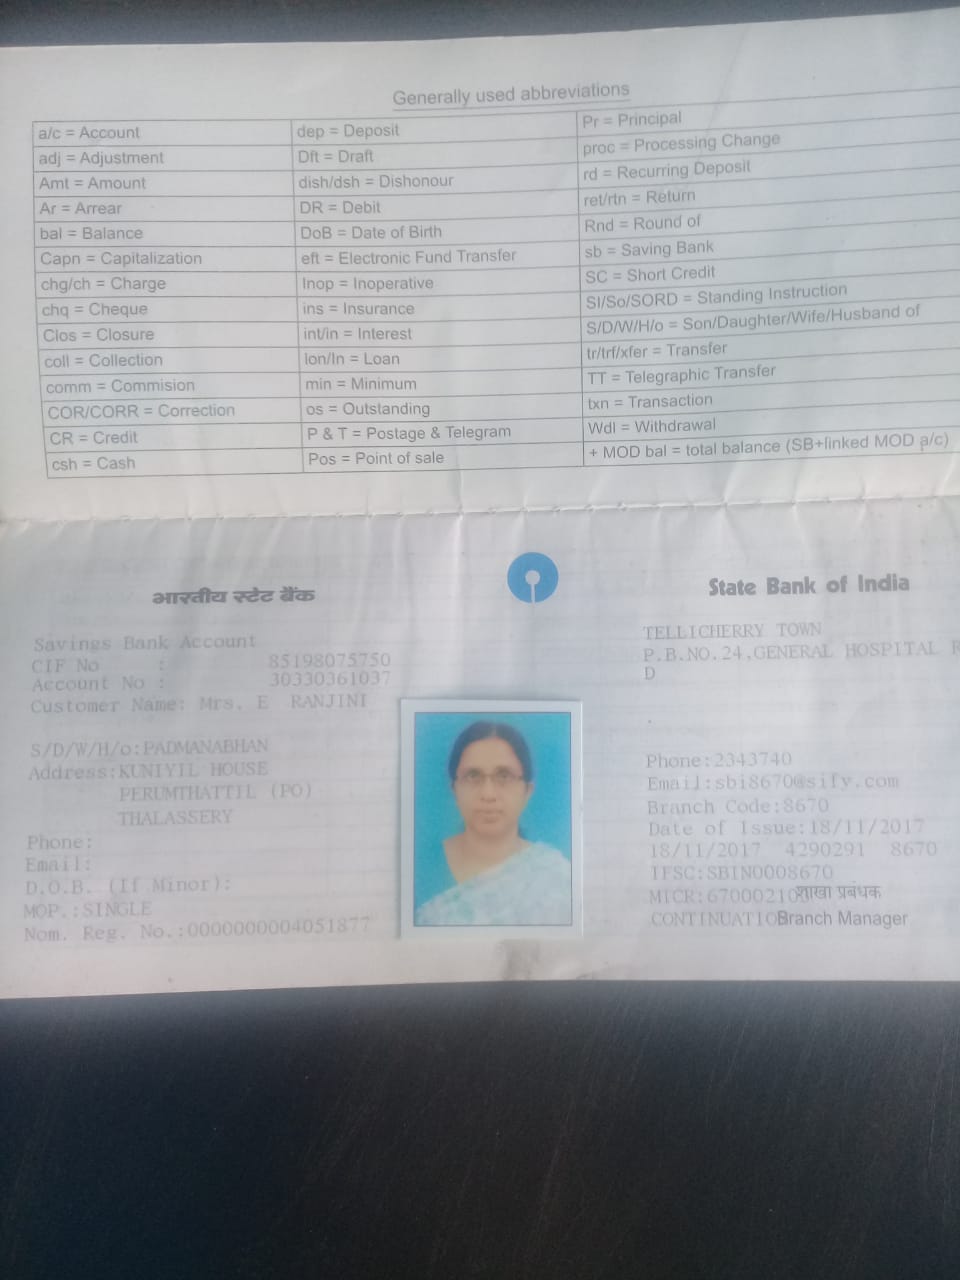 Generally used abbreviations
a/c = Account
adj = Adjustment
Amt = Amount
Ar = Arrear
bal = Balance
Capn = Capitalization
chg/ch = Charge
chq = Cheque
Clos = Closure
coll = Collection
comm = Commision
COR/CORR = Correction
CR = Credit
csh = Cash
dep = Deposit
Dft = Draft
dish/dsh = Dishonour
DR = Debit
DoB = Date of Birth
eft = Electronic Fund Transfer
Inop = Inoperative
ins = Insurance
int/in = Interest
lon/ln = Loan
min = Minimum
os = Outstanding
P & T = Postage & Telegram
Pos = Point of sale
Pr = Principal
proc = Processing Change
rd = Recurring Deposit
ret/rtn = Return
Rnd = Round of
sb = Saving Bank
SC = Short Credit
SI/So/SORD = Standing Instruction
S/D/W/H/o = Son/Daughter/Wife/Husband of
tr/trf/xfer = Transfer
TT = Telegraphic Transfer
txn = Transaction
Wdl = Withdrawal
+ MOD bal = total balance (SB+linked MOD a/c)
भारतीय स्टेट बैंक
Savings Bank Account
CIF No : 85198075750
Account No : 30330361037
Customer Name: Mrs. E RANJINI
S/D/W/H/o:PADMANABHAN
Address:KUNIYIL HOUSE
PERUMTHATTIL (PO)
THALASSERY
Phone:
Email:
D.O.B. (If Minor):
MOP.:SINGLE
Nom. Reg. No.:0000000004051877
State Bank of India
TELLICHERRY TOWN
P.B.NO.24,GENERAL HOSPITAL R
D
Phone:2343740
Email:sbi8670@sify.com
Branch Code:8670
Date of Issue:18/11/2017
18/11/2017 4290291 8670
IFSC:SBIN0008670
MICR:67000210 शाखा प्रबंधक
CONTINUATIO Branch Manager